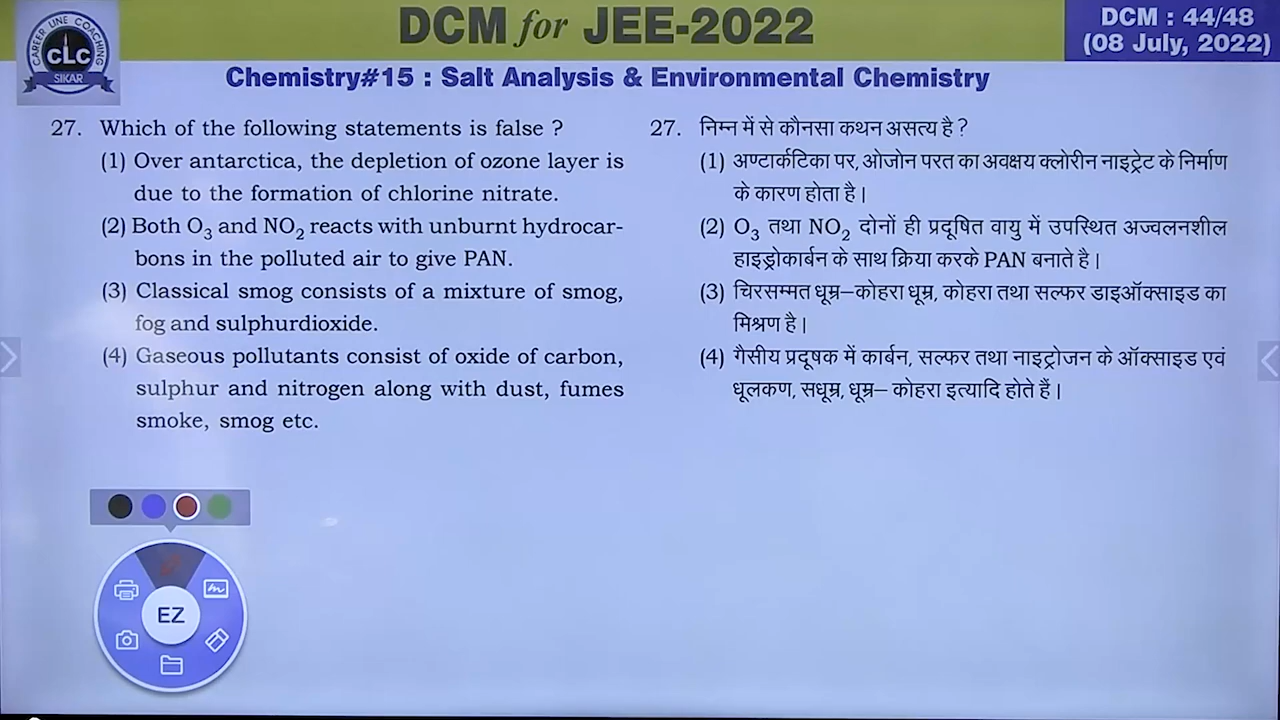 CAREER LINE COACHING
CLC
SIKAR
DCM for JEE-2022
DCM : 44/48
(08 July, 2022)
Chemistry#15 : Salt Analysis & Environmental Chemistry
27. Which of the following statements is false ?
(1) Over antarctica, the depletion of ozone layer is
due to the formation of chlorine nitrate.
(2) Both O₃ and NO₂ reacts with unburnt hydrocar-
bons in the polluted air to give PAN.
(3) Classical smog consists of a mixture of smog,
fog and sulphurdioxide.
(4) Gaseous pollutants consist of oxide of carbon,
sulphur and nitrogen along with dust, fumes
smoke, smog etc.
27. निम्न में से कौनसा कथन असत्य है ?
(1) अण्टार्कटिका पर, ओजोन परत का अवक्षय क्लोरीन नाइट्रेट के निर्माण
के कारण होता है।
(2) O₃ तथा NO₂ दोनों ही प्रदूषित वायु में उपस्थित अज्वलनशील
हाइड्रोकार्बन के साथ क्रिया करके PAN बनाते है।
(3) चिरसम्मत धूम्र–कोहरा धूम्र, कोहरा तथा सल्फर डाइऑक्साइड का
मिश्रण है।
(4) गैसीय प्रदूषक में कार्बन, सल्फर तथा नाइट्रोजन के ऑक्साइड एवं
धूलकण, सधूम्र, धूम्र– कोहरा इत्यादि होते हैं।
EZ